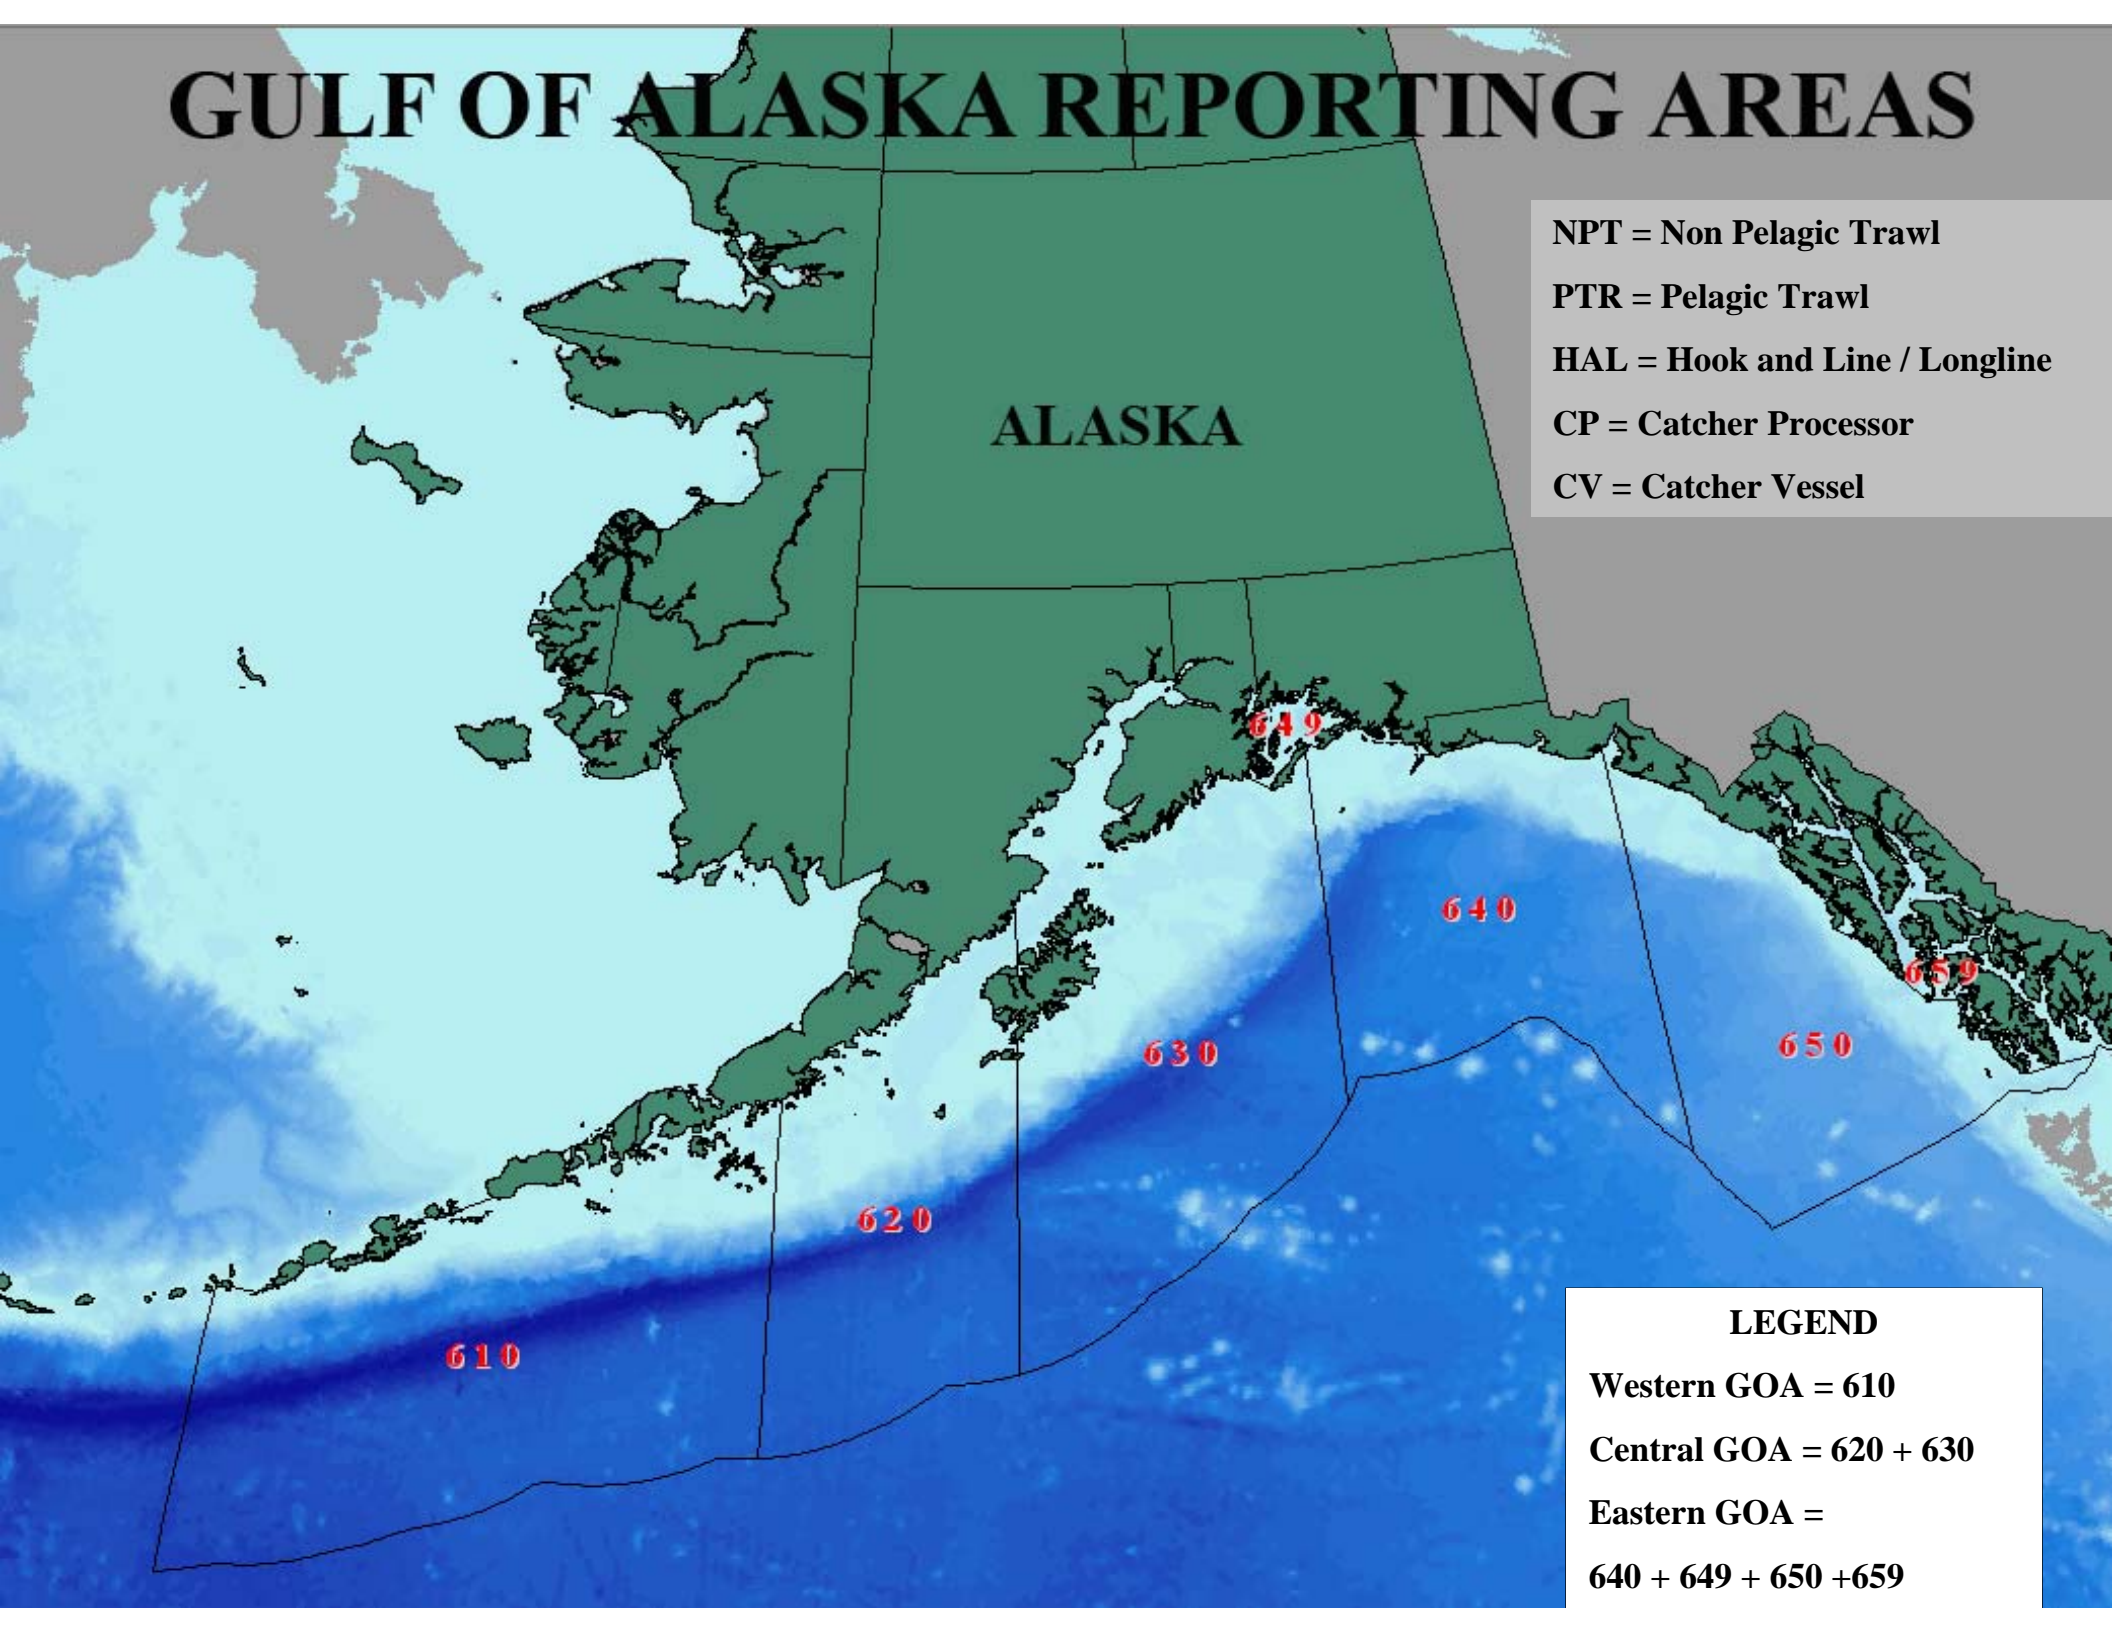 GULF OF ALASKA REPORTING AREAS
NPT = Non Pelagic Trawl
PTR = Pelagic Trawl
HAL = Hook and Line / Longline
CP = Catcher Processor
CV = Catcher Vessel
ALASKA
649
640
659
650
630
620
610
LEGEND
Western GOA = 610
Central GOA = 620 + 630
Eastern GOA =
640 + 649 + 650 +659